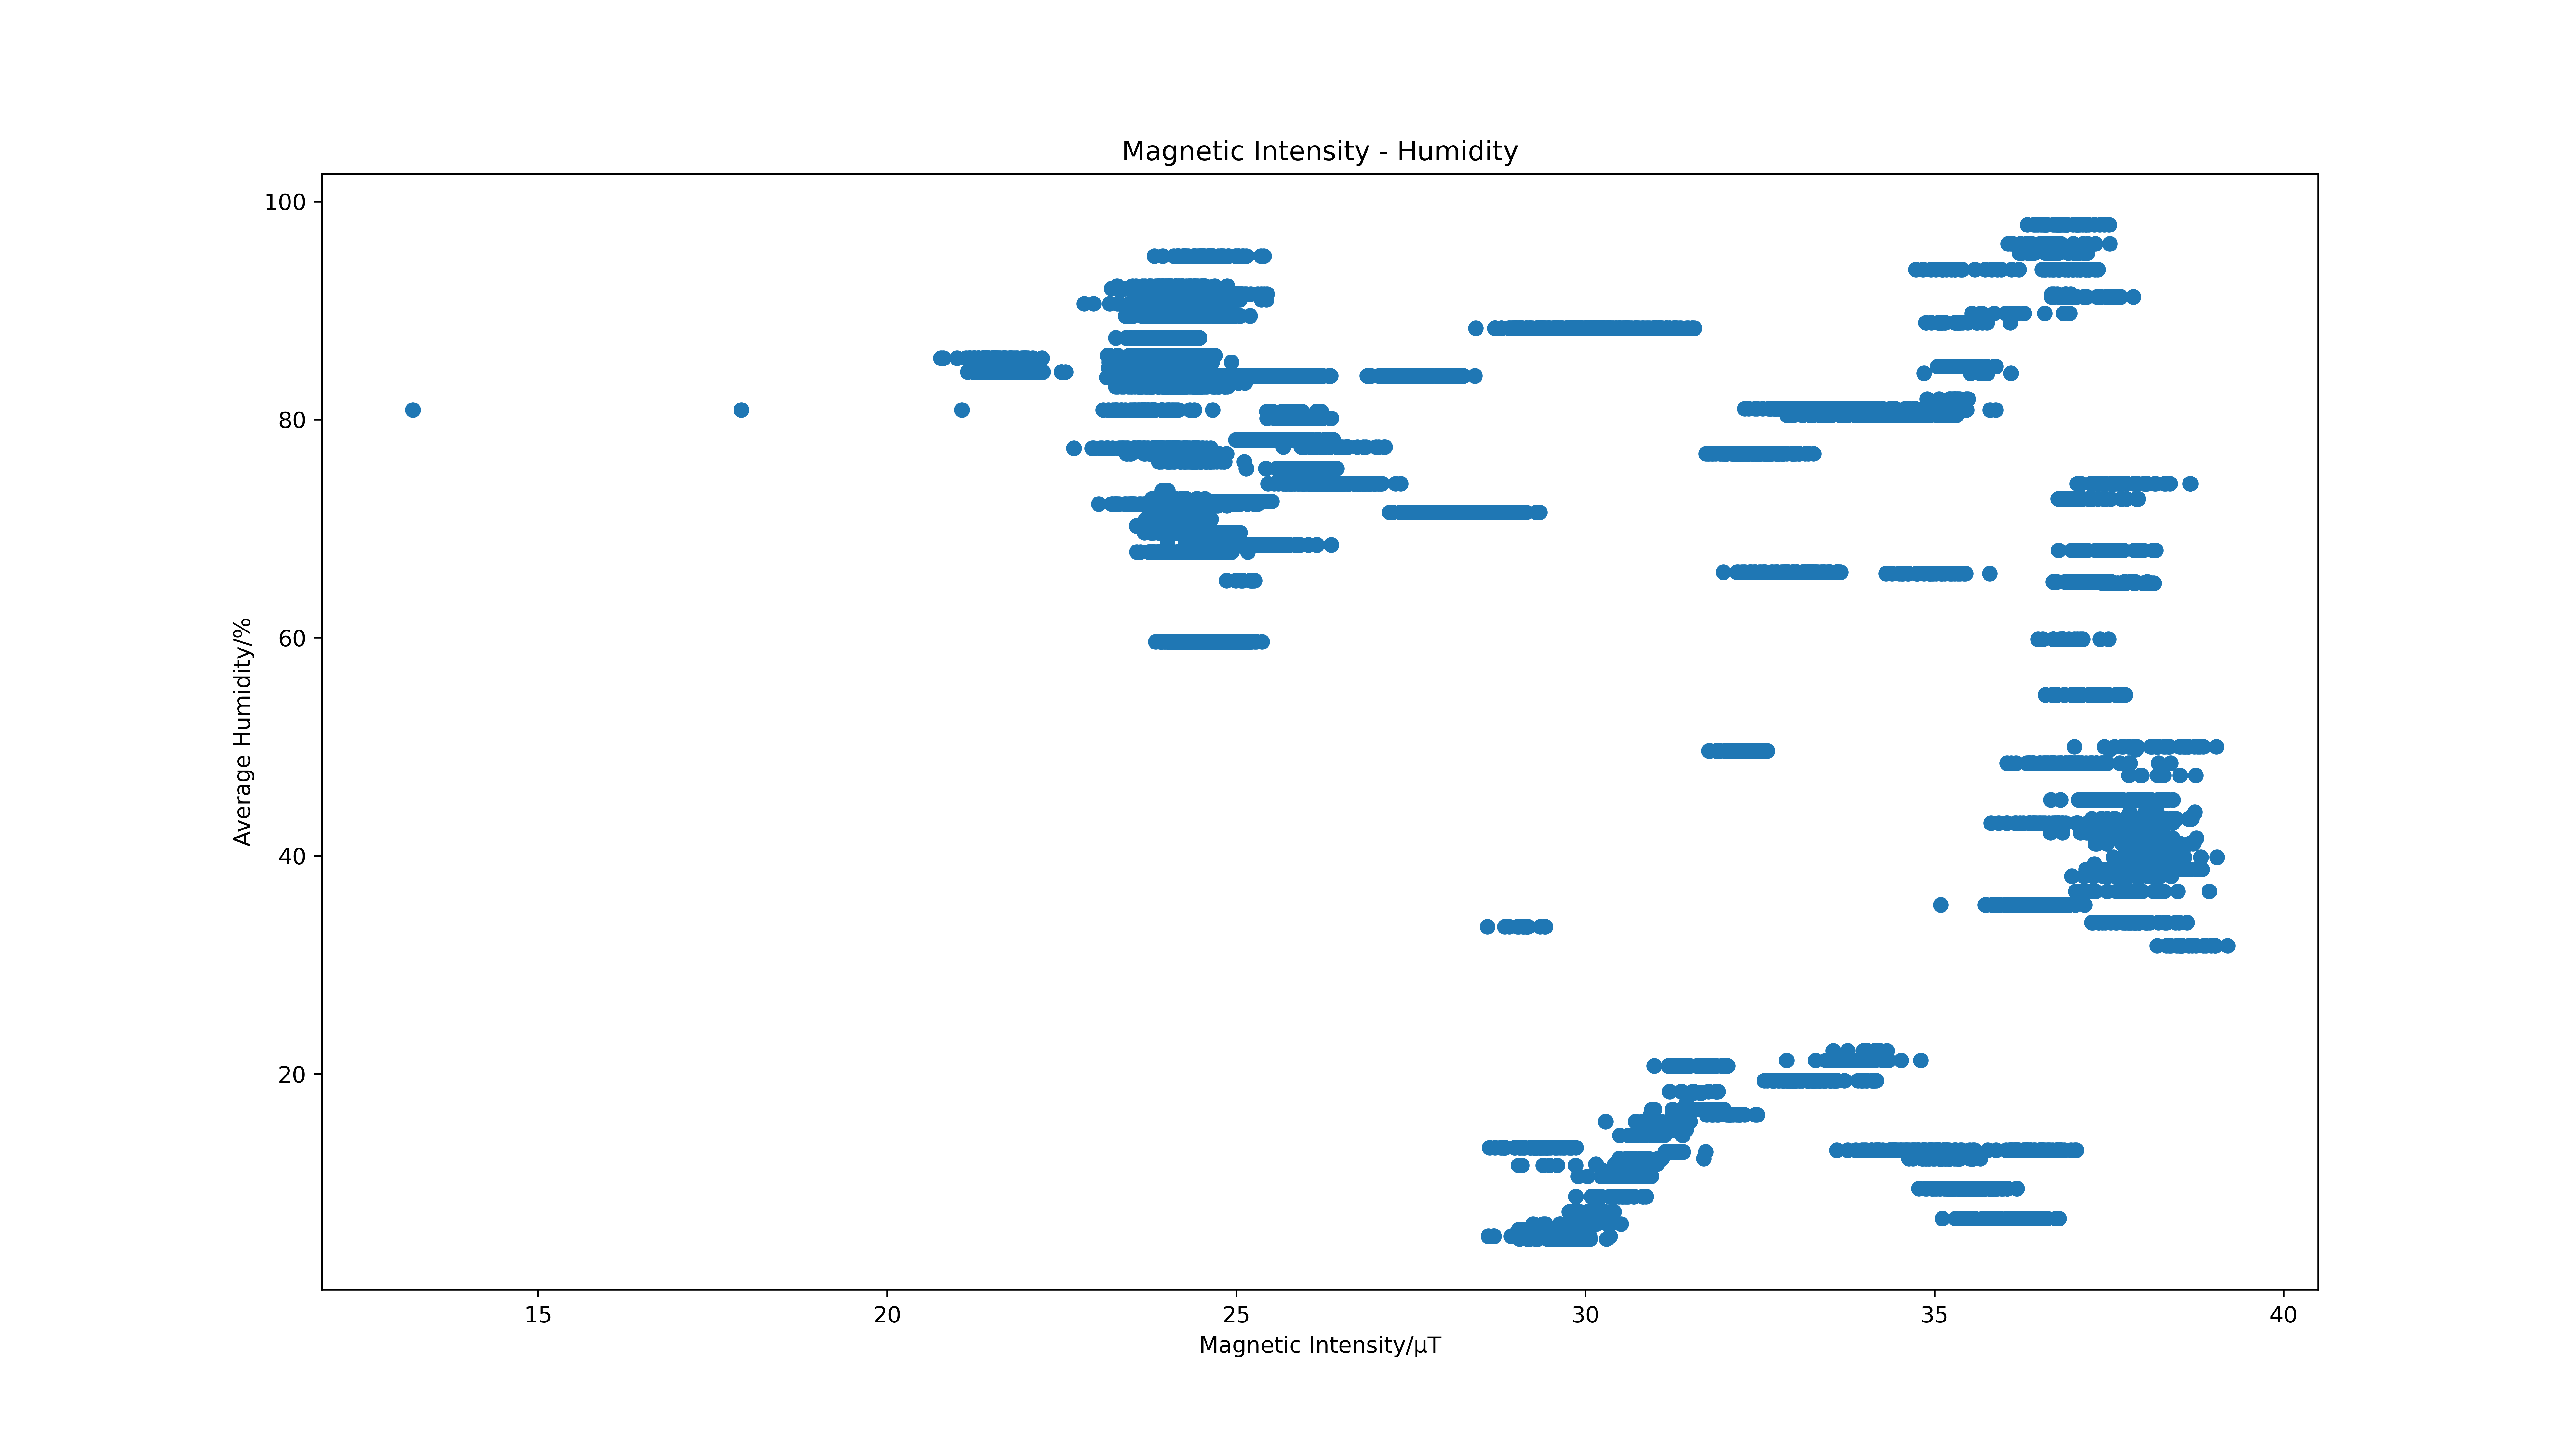 Magnetic Intensity - Humidity
100
80
60
40
20
Average Humidity/%
15 20 25 30 35 40
Magnetic Intensity/μT